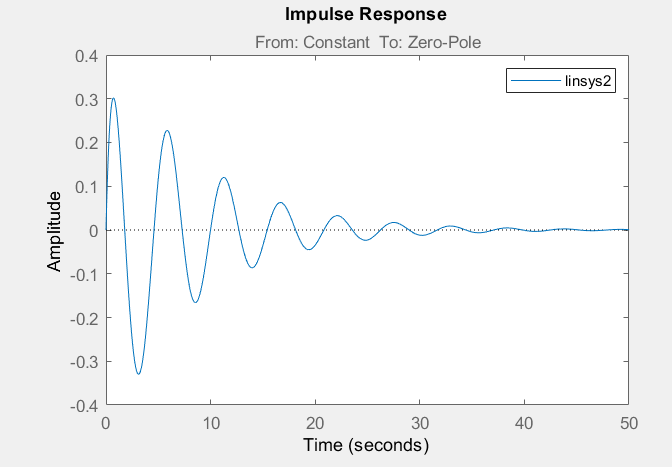 Impulse Response
From: Constant  To: Zero-Pole
linsys2
Amplitude
0.4
0.3
0.2
0.1
0
-0.1
-0.2
-0.3
-0.4
0 10 20 30 40 50
Time (seconds)